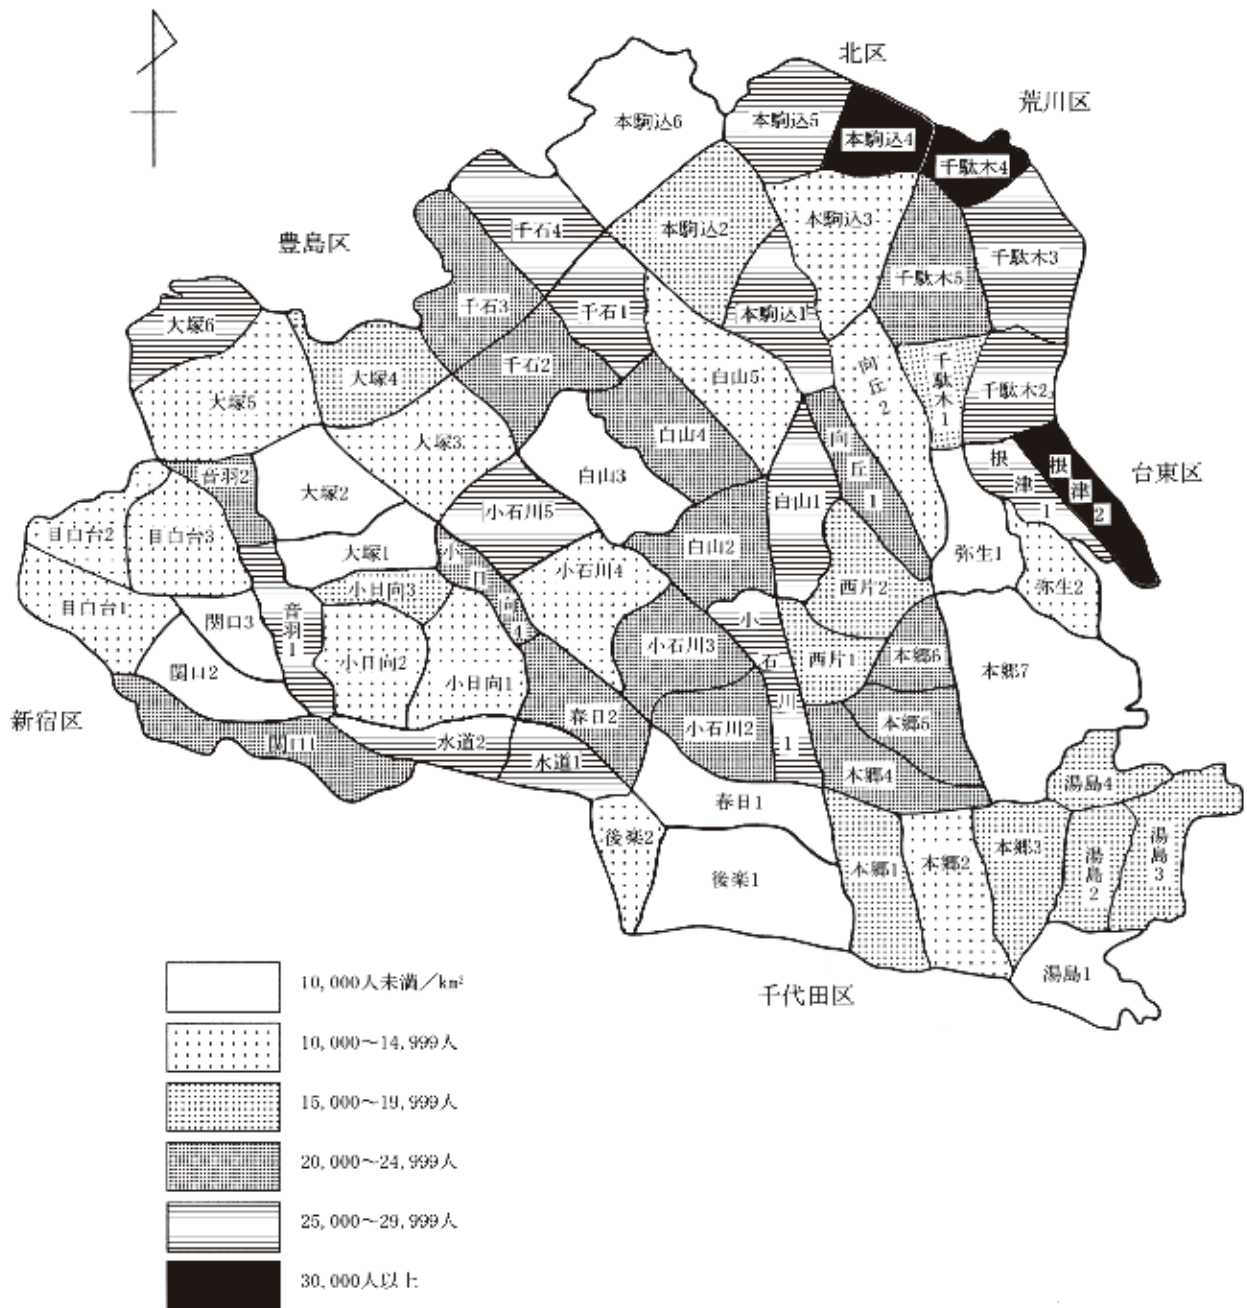 北区
荒川区
本駒込6
本駒込5
本駒込4
千駄木4
千石4
本駒込2
本駒込3
豊島区
千駄木3
千石3
千石1
本駒込1
千駄木5
大塚6
千石2
大塚4
白山5
向丘2
千駄木1
千駄木2
大塚5
大塚3
白山4
向丘1
根津1
根津2
台東区
音羽2
大塚2
白山3
白山1
小石川5
目白台2
目白台3
大塚1
小日向4
白山2
弥生1
小石川4
小日向3
西片2
弥生2
目白台1
関口3
音羽1
小石川3
小石川1
小日向2
西片1
本郷6
本郷7
関口2
小日向1
新宿区
春日2
小石川2
本郷5
関口1
水道2
水道1
本郷4
湯島4
春日1
後楽2
本郷1
本郷2
本郷3
湯島2
湯島3
後楽1
湯島1
千代田区
10,000人未満/km²
10,000～14,999人
15,000～19,999人
20,000～24,999人
25,000～29,999人
30,000人以上